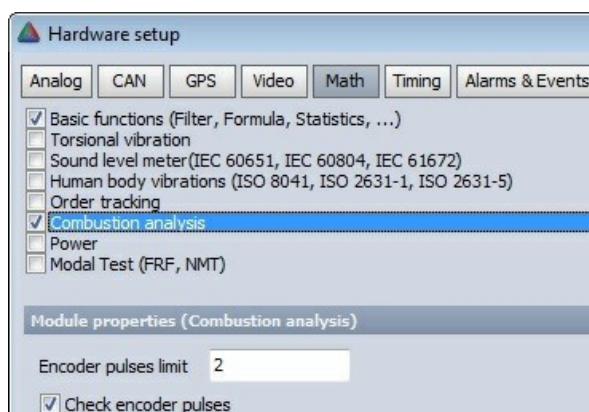 Hardware setup
Analog CAN GPS Video Math Timing Alarms & Events
Basic functions (Filter, Formula, Statistics, ...)
Torsional vibration
Sound level meter(IEC 60651, IEC 60804, IEC 61672)
Human body vibrations (ISO 8041, ISO 2631-1, ISO 2631-5)
Order tracking
Combustion analysis
Power
Modal Test (FRF, NMT)
Module properties (Combustion analysis)
Encoder pulses limit 2
Check encoder pulses